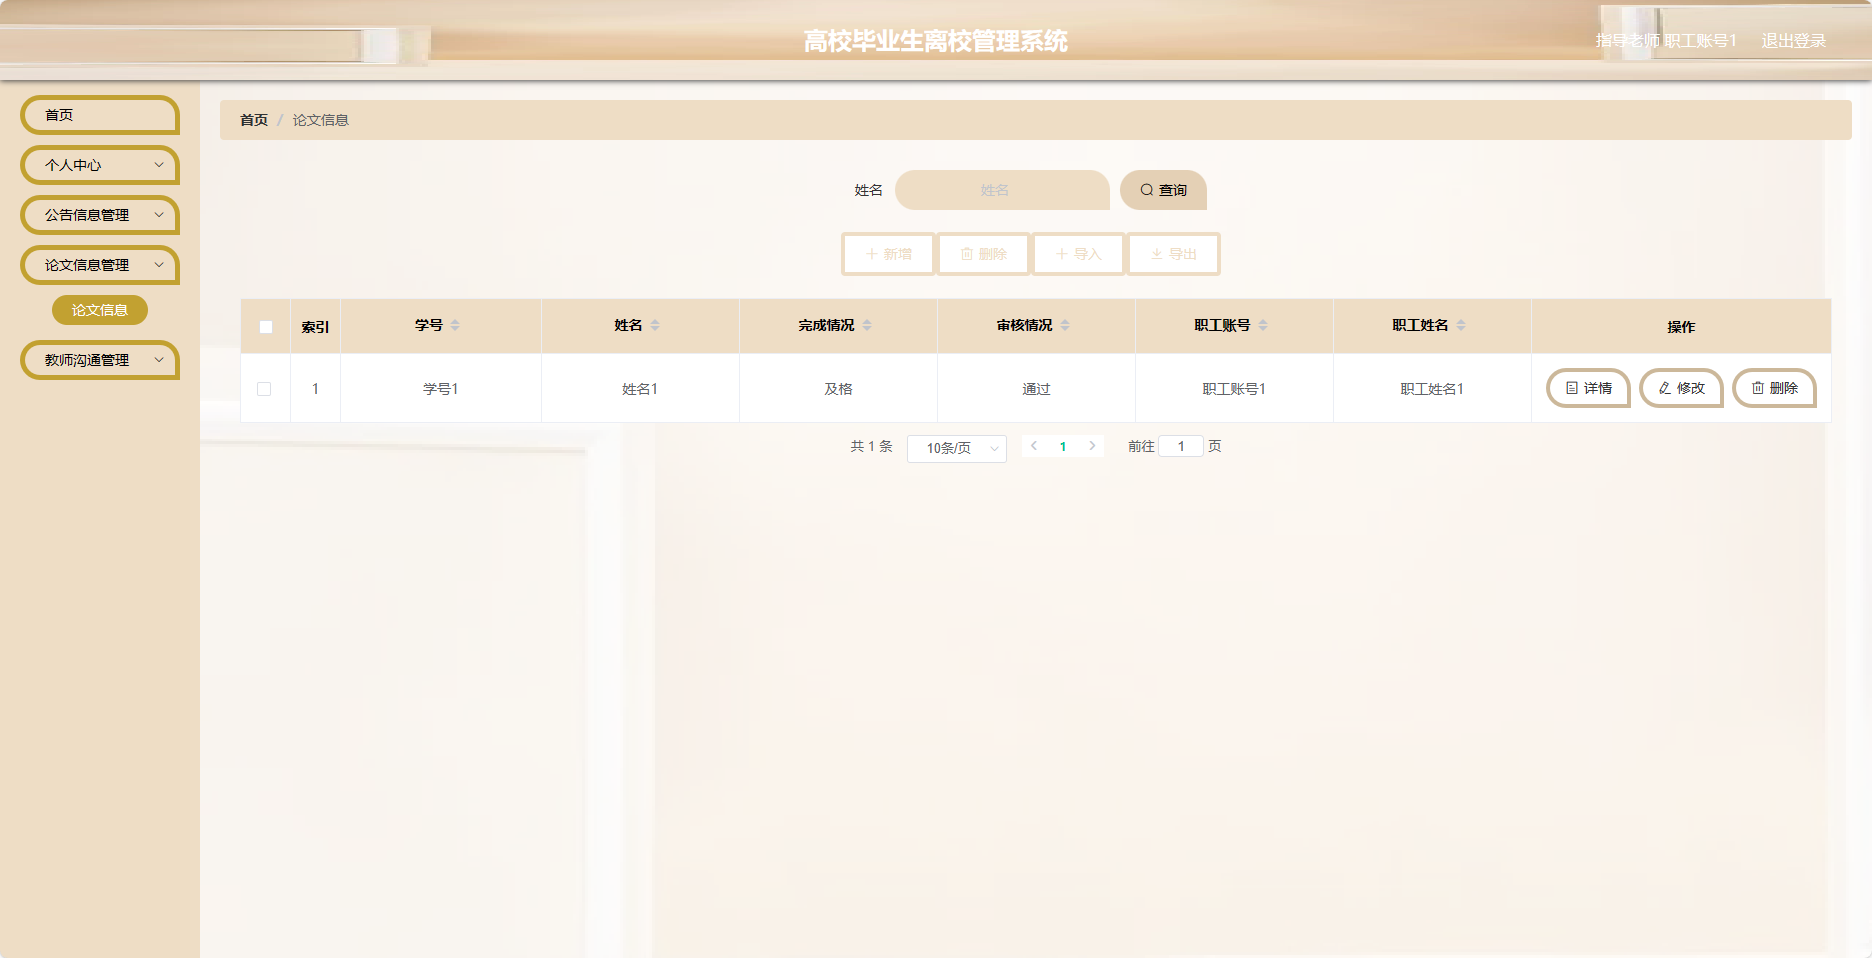 高校毕业生离校管理系统
指导老师 职工账号1 退出登录
首页
个人中心
公告信息管理
论文信息管理
论文信息
教师沟通管理
首页 / 论文信息
姓名 姓名 查询
新增 删除 导入 导出
索引 学号 姓名 完成情况 审核情况 职工账号 职工姓名 操作
1 学号1 姓名1 及格 通过 职工账号1 职工姓名1 详情 修改 删除
共 1 条 10条/页 1 前往 1 页